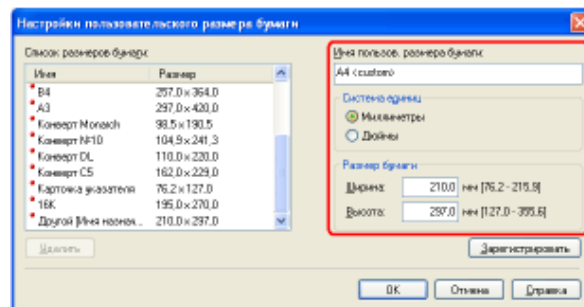 Настройки пользовательского размера бумаги
Список размеров бумаги:
Имя Размер
B4 257,0 x 364,0
A3 297,0 x 420,0
Конверт Monarch 98,5 x 190,5
Конверт №10 104,9 x 241,3
Конверт DL 110,0 x 220,0
Конверт C5 162,0 x 229,0
Карточка указателя 76,2 x 127,0
16K 195,0 x 270,0
Другой [Имя назнач... 210,0 x 297,0
Удалить
Имя пользов. размера бумаги:
A4 <custom>
Система единиц
Миллиметры
Дюймы
Размер бумаги
Ширина: 210,0 мм [76,2 - 215,9]
Высота: 297,0 мм [127,0 - 355,6]
Зарегистрировать
OK Отмена Справка